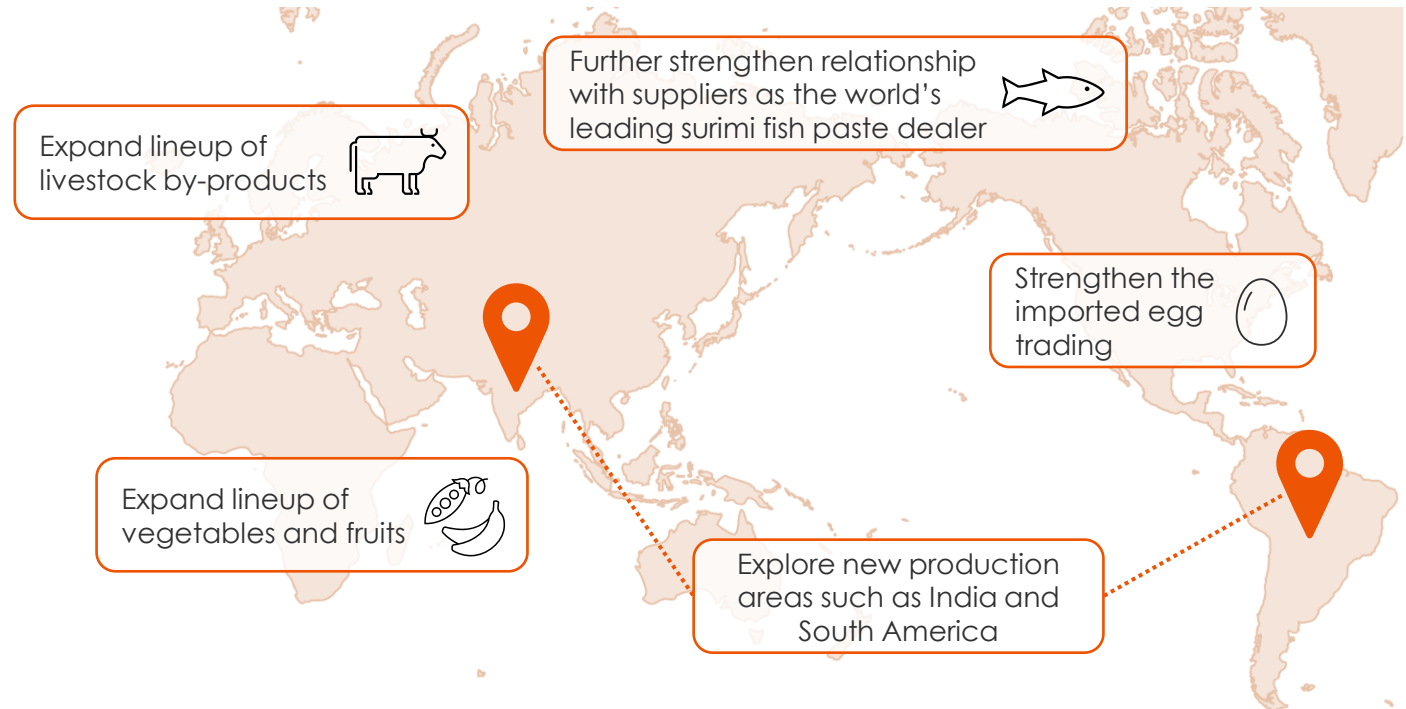 Further strengthen relationship
with suppliers as the world’s
leading surimi fish paste dealer
Expand lineup of
livestock by-products
Strengthen the
imported egg
trading
Expand lineup of
vegetables and fruits
Explore new production
areas such as India and
South America